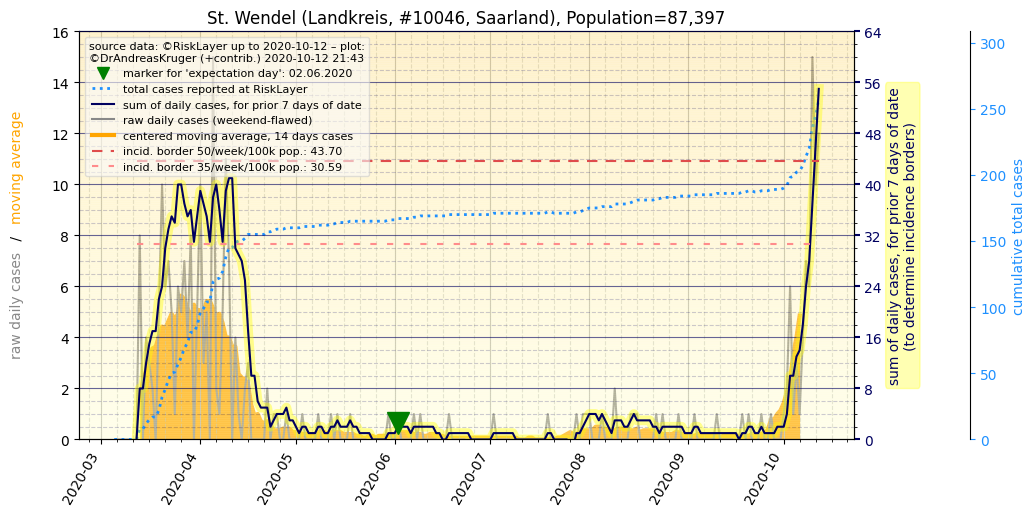 St. Wendel (Landkreis, #10046, Saarland), Population=87,397
source data: ©RiskLayer up to 2020-10-12 – plot:
©DrAndreasKruger (+contrib.) 2020-10-12 21:43
marker for 'expectation day': 02.06.2020
total cases reported at RiskLayer
sum of daily cases, for prior 7 days of date
raw daily cases (weekend-flawed)
centered moving average, 14 days cases
incid. border 50/week/100k pop.: 43.70
incid. border 35/week/100k pop.: 30.59
raw daily cases / moving average
16
14
12
10
8
6
4
2
0
2020-03
2020-04
2020-05
2020-06
2020-07
2020-08
2020-09
2020-10
64
56
48
40
32
24
16
8
0
sum of daily cases, for prior 7 days of date
(to determine incidence borders)
300
250
200
150
100
50
0
cumulative total cases